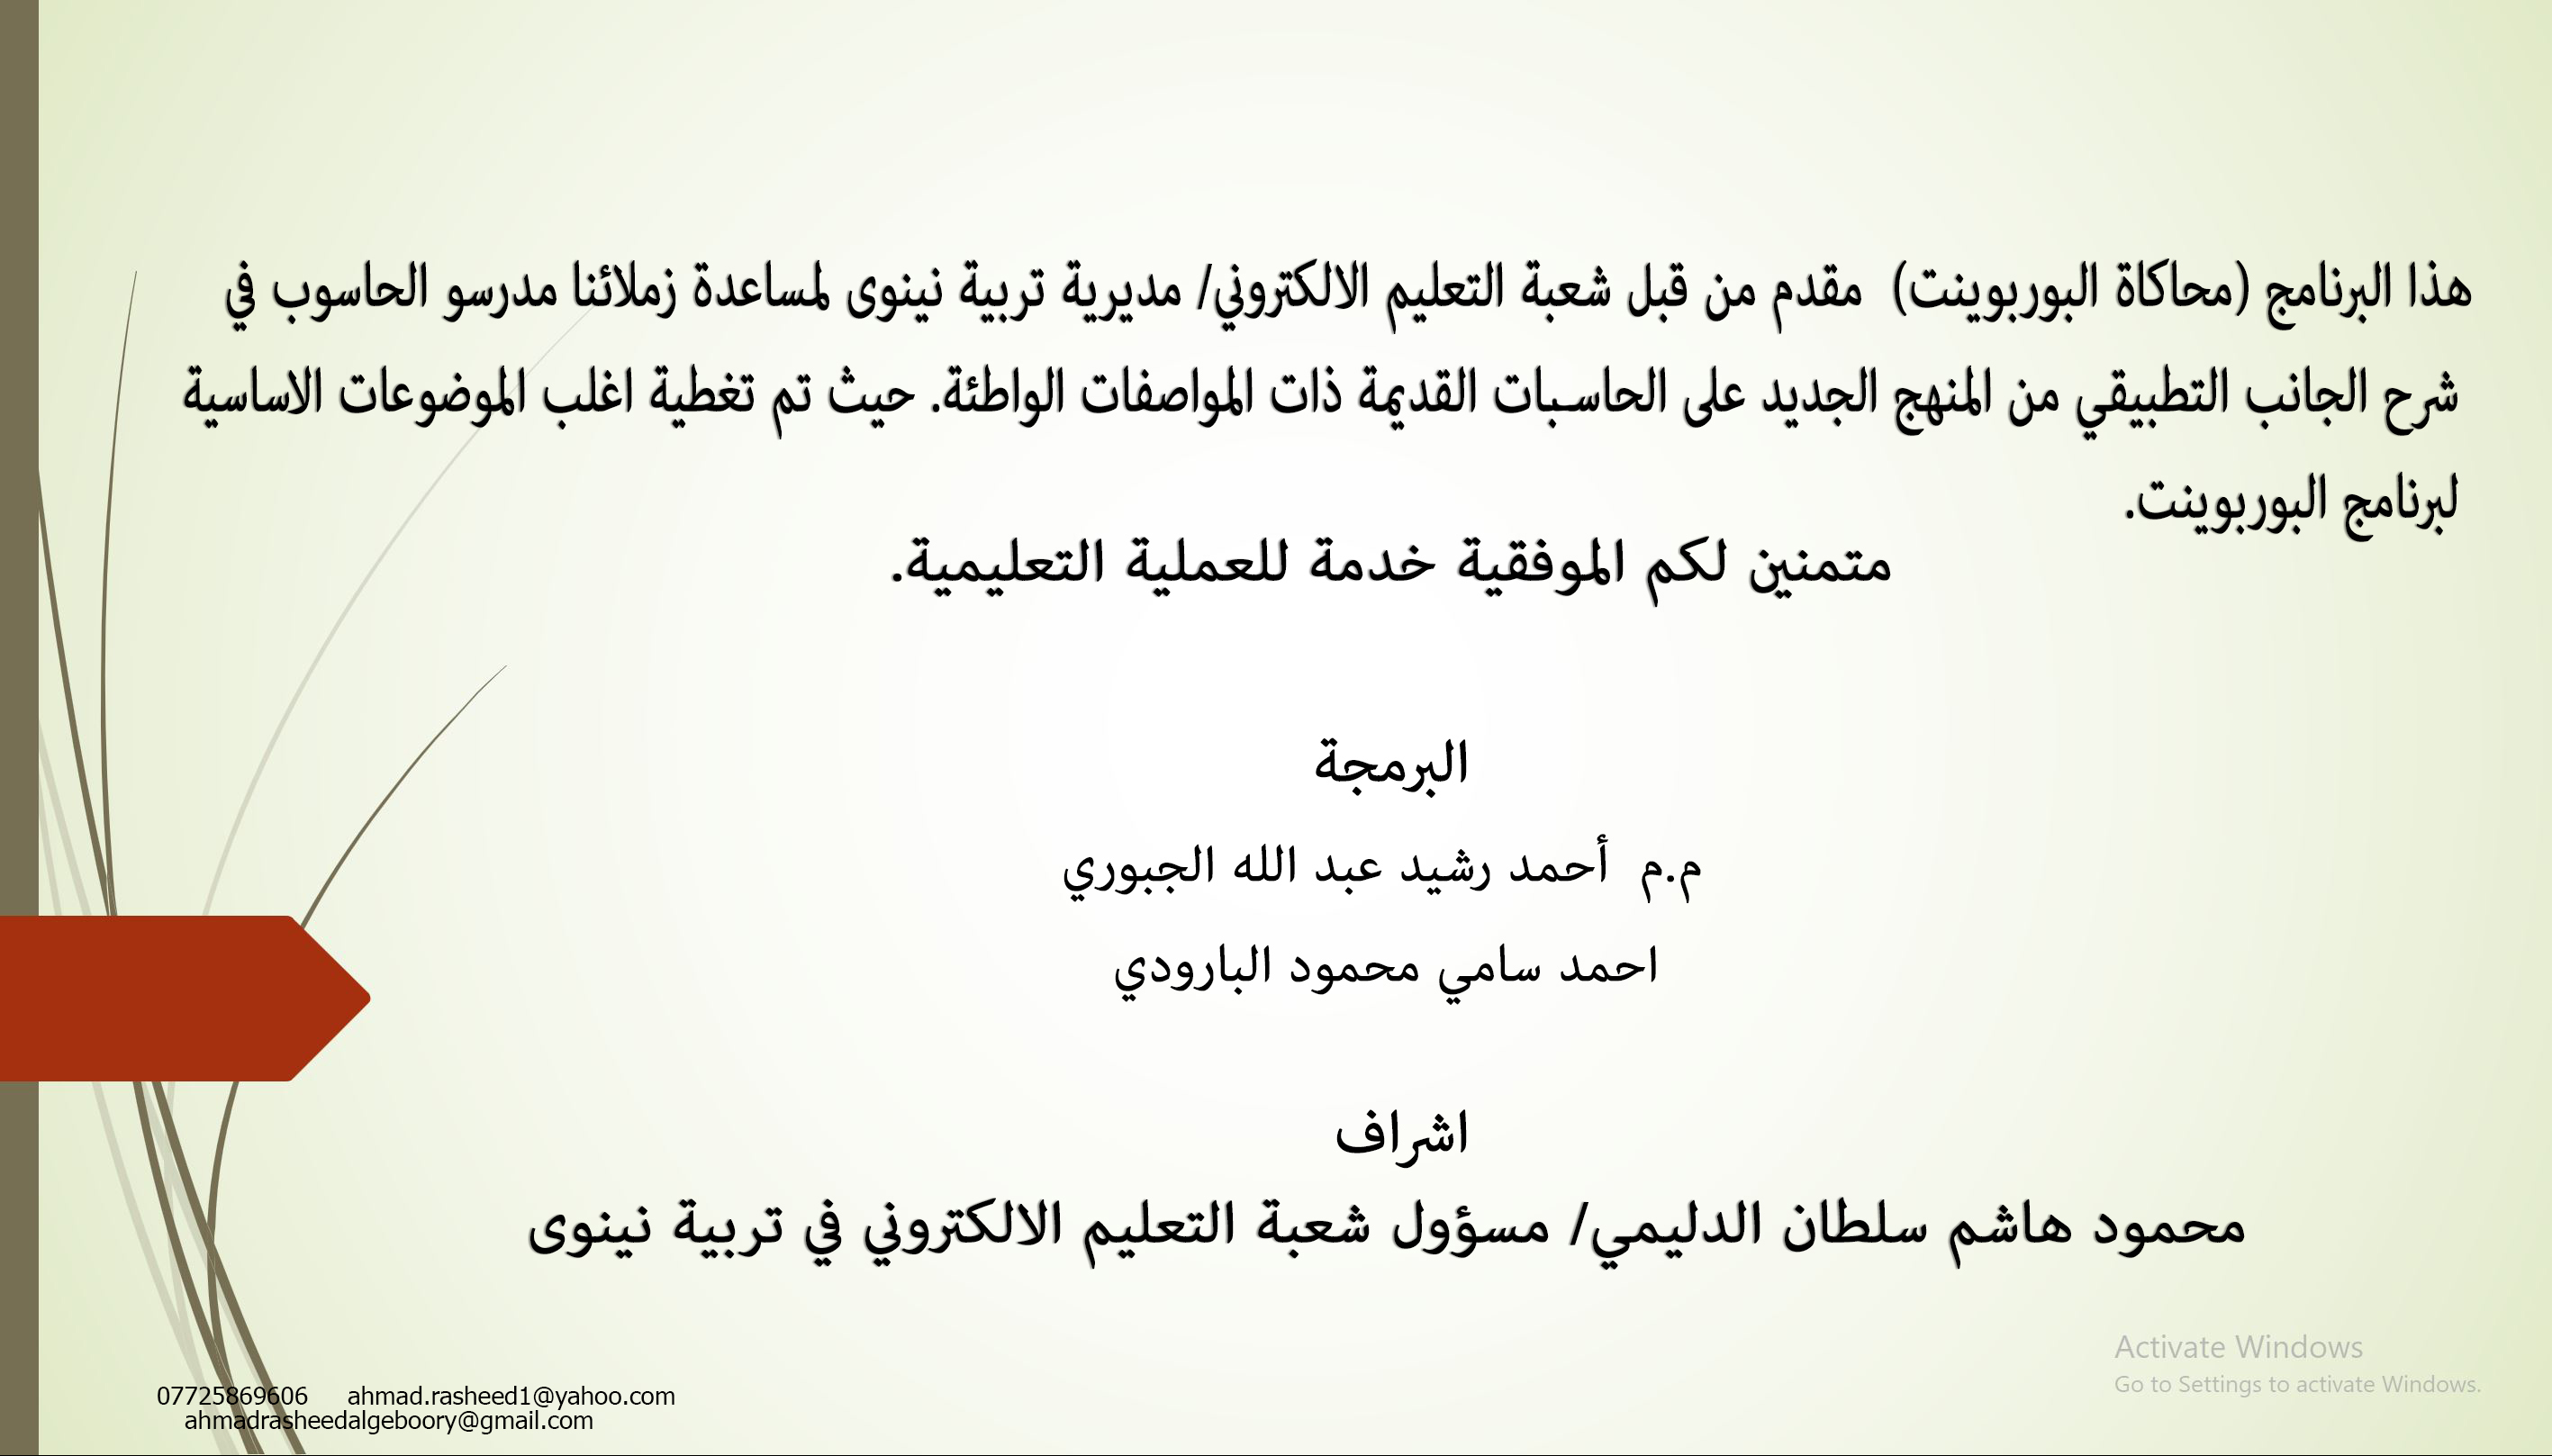 هذا البرنامج (محاكاة البوربوينت) مقدم من قبل شعبة التعليم الالكتروني/ مديرية تربية نينوى لمساعدة زملائنا مدرسو الحاسوب في
شرح الجانب التطبيقي من المنهج الجديد على الحاسبات القديمة ذات المواصفات الواطئة. حيث تم تغطية اغلب الموضوعات الاساسية
لبرنامج البوربوينت.
متمنين لكم الموفقية خدمة للعملية التعليمية.
البرمجة
م.م أحمد رشيد عبد الله الجبوري
احمد سامي محمود البارودي
اشراف
محمود هاشم سلطان الدليمي/ مسؤول شعبة التعليم الالكتروني في تربية نينوى
Activate Windows
Go to Settings to activate Windows.
07725869606 ahmad.rasheed1@yahoo.com
ahmadrasheedalgeboory@gmail.com